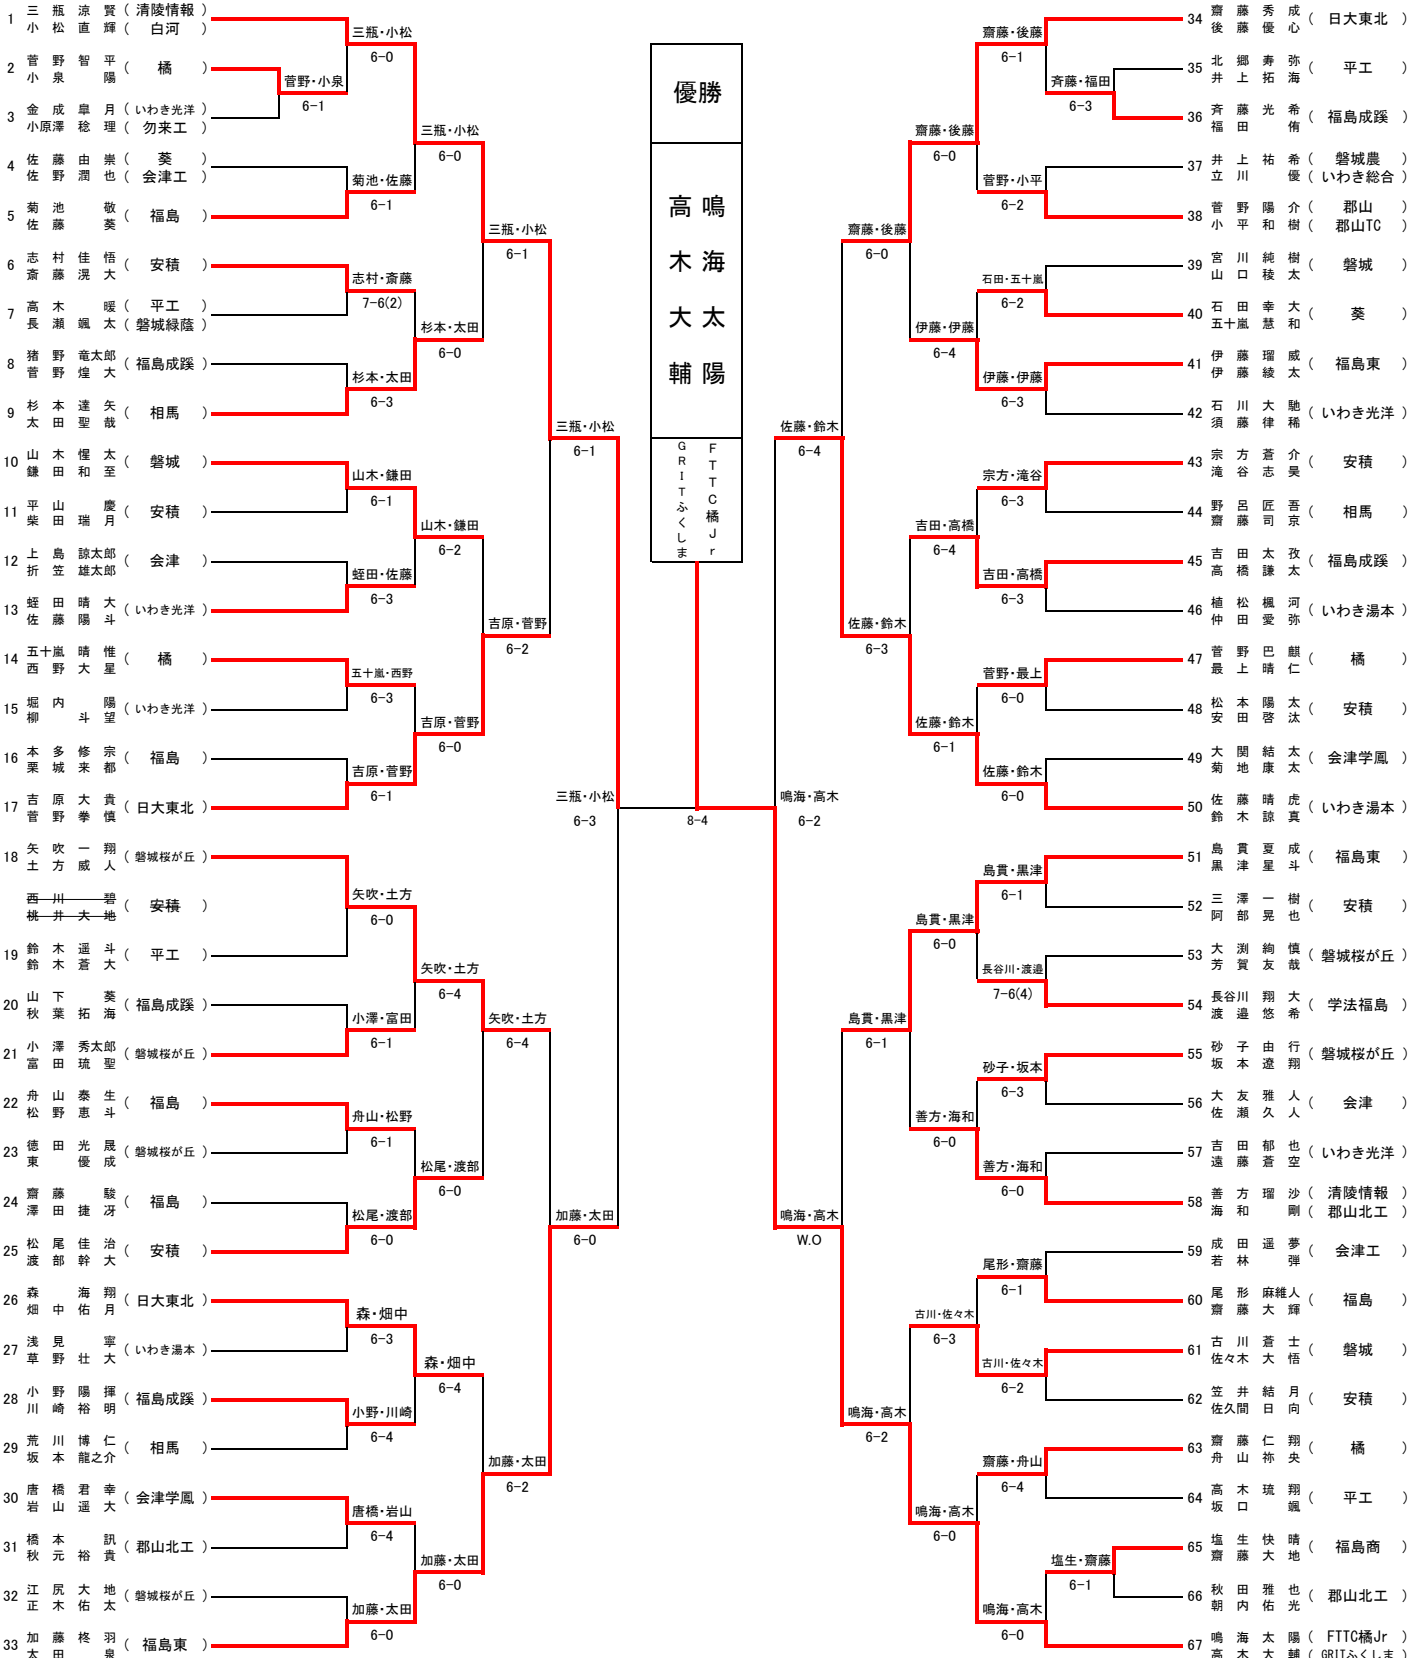 1 三瓶涼賢 ( 清陵情報 )
小松直輝 ( 白河 )
2 菅野智平 ( 橘 )
小泉陽
3 金成皐月 ( いわき光洋 )
小原澤稔理 ( 勿来工 )
4 佐藤由崇 ( 葵 )
佐野潤也 ( 会津工 )
5 菊池敬 ( 福島 )
佐藤葵
6 志村佳悟 ( 安積 )
斎藤滉大
7 高木暖 ( 平工 )
長瀬颯太 ( 磐城緑蔭 )
8 猪野竜太郎 ( 福島成蹊 )
菅野煌大
9 杉本達矢 ( 相馬 )
太田聖哉
10 山木惺太 ( 磐城 )
鎌田和至
11 平山慶 ( 安積 )
柴田瑞月
12 上島諒太郎 ( 会津 )
折笠雄太郎
13 蛭田晴大 ( いわき光洋 )
佐藤陽斗
14 五十嵐晴惟 ( 橘 )
西野大星
15 堀内陽 ( いわき光洋 )
柳斗望
16 本多修宗 ( 福島 )
栗城来都
17 吉原大貴 ( 日大東北 )
菅野拳慎
18 矢吹一翔 ( 磐城桜が丘 )
土方威人
西川碧 ( 安積 )
桃井大地
19 鈴木遥斗 ( 平工 )
鈴木蒼大
20 山下葵 ( 福島成蹊 )
秋葉拓海
21 小澤秀太郎 ( 磐城桜が丘 )
富田琉聖
22 舟山泰生 ( 福島 )
松野恵斗
23 徳田光晟 ( 磐城桜が丘 )
東優成
24 齋藤駿 ( 福島 )
澤田捷冴
25 松尾佳治 ( 安積 )
渡部幹大
26 森海翔 ( 日大東北 )
畑中佑月
27 浅見寧 ( いわき湯本 )
草野壮大
28 小野陽揮 ( 福島成蹊 )
川崎裕明
29 荒川博仁 ( 相馬 )
坂本龍之介
30 唐橋君幸 ( 会津学鳳 )
岩山遥大
31 橋本訊 ( 郡山北工 )
秋元裕貴
32 江尻大地 ( 磐城桜が丘 )
正木佑太
33 加藤柊羽 ( 福島東 )
太田泉
菅野・小泉
6-1
三瓶・小松
6-0
菊池・佐藤
6-1
志村・斎藤
7-6(2)
杉本・太田
6-3
山木・鎌田
6-1
蛭田・佐藤
6-3
五十嵐・西野
6-3
吉原・菅野
6-1
矢吹・土方
6-0
小澤・富田
6-1
舟山・松野
6-1
松尾・渡部
6-0
森・畑中
6-3
小野・川崎
6-4
唐橋・岩山
6-4
加藤・太田
6-0
三瓶・小松
6-0
杉本・太田
6-0
山木・鎌田
6-2
吉原・菅野
6-0
矢吹・土方
6-4
松尾・渡部
6-0
森・畑中
6-4
加藤・太田
6-0
三瓶・小松
6-1
吉原・菅野
6-2
矢吹・土方
6-4
加藤・太田
6-2
三瓶・小松
6-1
加藤・太田
6-0
三瓶・小松
6-3
優勝
鳴海太陽
高木大輔
FTTC橘Jr
GRITふくしま
8-4
鳴海・高木
6-2
佐藤・鈴木
6-4
鳴海・高木
W.O
齋藤・後藤
6-0
佐藤・鈴木
6-3
島貫・黒津
6-1
鳴海・高木
6-2
齋藤・後藤
6-0
伊藤・伊藤
6-4
吉田・高橋
6-4
佐藤・鈴木
6-1
島貫・黒津
6-0
善方・海和
6-0
古川・佐々木
6-3
鳴海・高木
6-0
齋藤・後藤
6-1
菅野・小平
6-2
石田・五十嵐
6-2
伊藤・伊藤
6-3
宗方・滝谷
6-3
吉田・高橋
6-3
菅野・最上
6-0
佐藤・鈴木
6-0
島貫・黒津
6-1
長谷川・渡邉
7-6(4)
砂子・坂本
6-3
善方・海和
6-0
尾形・齋藤
6-1
古川・佐々木
6-2
齋藤・舟山
6-4
鳴海・高木
6-0
斉藤・福田
6-3
塩生・齋藤
6-1
34 齋藤秀成 ( 日大東北 )
後藤優心
35 北郷寿弥 ( 平工 )
井上拓海
36 斉藤光希 ( 福島成蹊 )
福田侑
37 井上祐希 ( 磐城農 )
立川優 ( いわき総合 )
38 菅野陽介 ( 郡山 )
小平和樹 ( 郡山TC )
39 宮川純樹 ( 磐城 )
山口稜太
40 石田幸大 ( 葵 )
五十嵐慧和
41 伊藤瑠威 ( 福島東 )
伊藤綾太
42 石川大馳 ( いわき光洋 )
須藤律稀
43 宗方蒼介 ( 安積 )
滝谷志昊
44 野呂匠吾 ( 相馬 )
齋藤司京
45 吉田太孜 ( 福島成蹊 )
高橋謙太
46 植松楓河 ( いわき湯本 )
仲田愛弥
47 菅野巴麒 ( 橘 )
最上晴仁
48 松本陽太 ( 安積 )
安田啓汰
49 大関結太 ( 会津学鳳 )
菊地康太
50 佐藤晴虎 ( いわき湯本 )
鈴木諒真
51 島貫夏成 ( 福島東 )
黒津星斗
52 三澤一樹 ( 安積 )
阿部晃也
53 大渕絢慎 ( 磐城桜が丘 )
芳賀友哉
54 長谷川翔大 ( 学法福島 )
渡邉悠希
55 砂子由行 ( 磐城桜が丘 )
坂本遼翔
56 大友雅人 ( 会津 )
佐瀬久人
57 吉田郁也 ( いわき光洋 )
遠藤蒼空
58 善方瑠沙 ( 清陵情報 )
海和剛 ( 郡山北工 )
59 成田遥夢 ( 会津工 )
若林弾
60 尾形麻維人 ( 福島 )
齋藤大輝
61 古川蒼士 ( 磐城 )
佐々木大悟
62 笠井結月 ( 安積 )
佐久間日向
63 齋藤仁翔 ( 橘 )
舟山祢央
64 高木琉翔 ( 平工 )
坂口颯
65 塩生快晴 ( 福島商 )
齋藤大地
66 秋田雅也 ( 郡山北工 )
朝内佑光
67 鳴海太陽 ( FTTC橘Jr )
高木大輔 ( GRITふくしま )